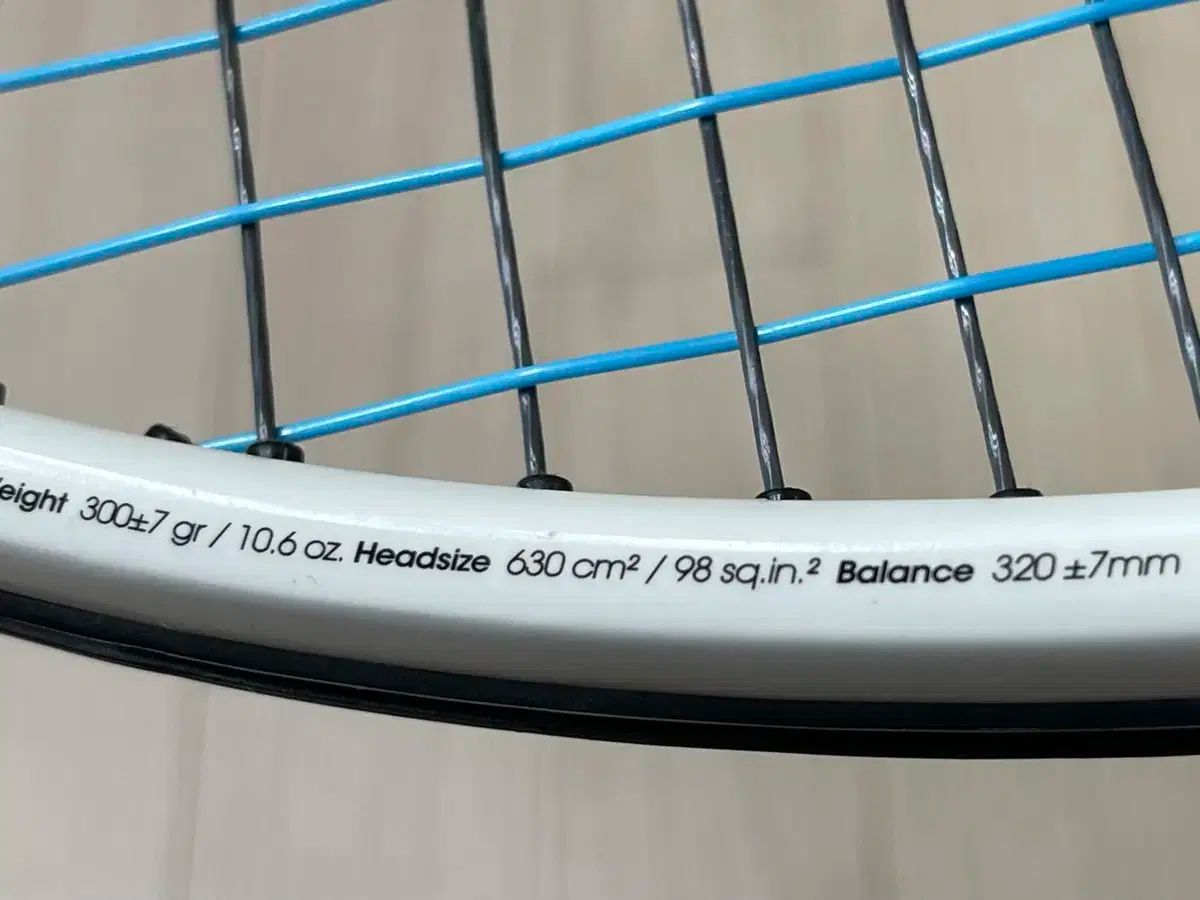 eight 300±7 gr / 10.6 oz. Headsize 630 cm² / 98 sq.in.² Balance 320 ±7mm